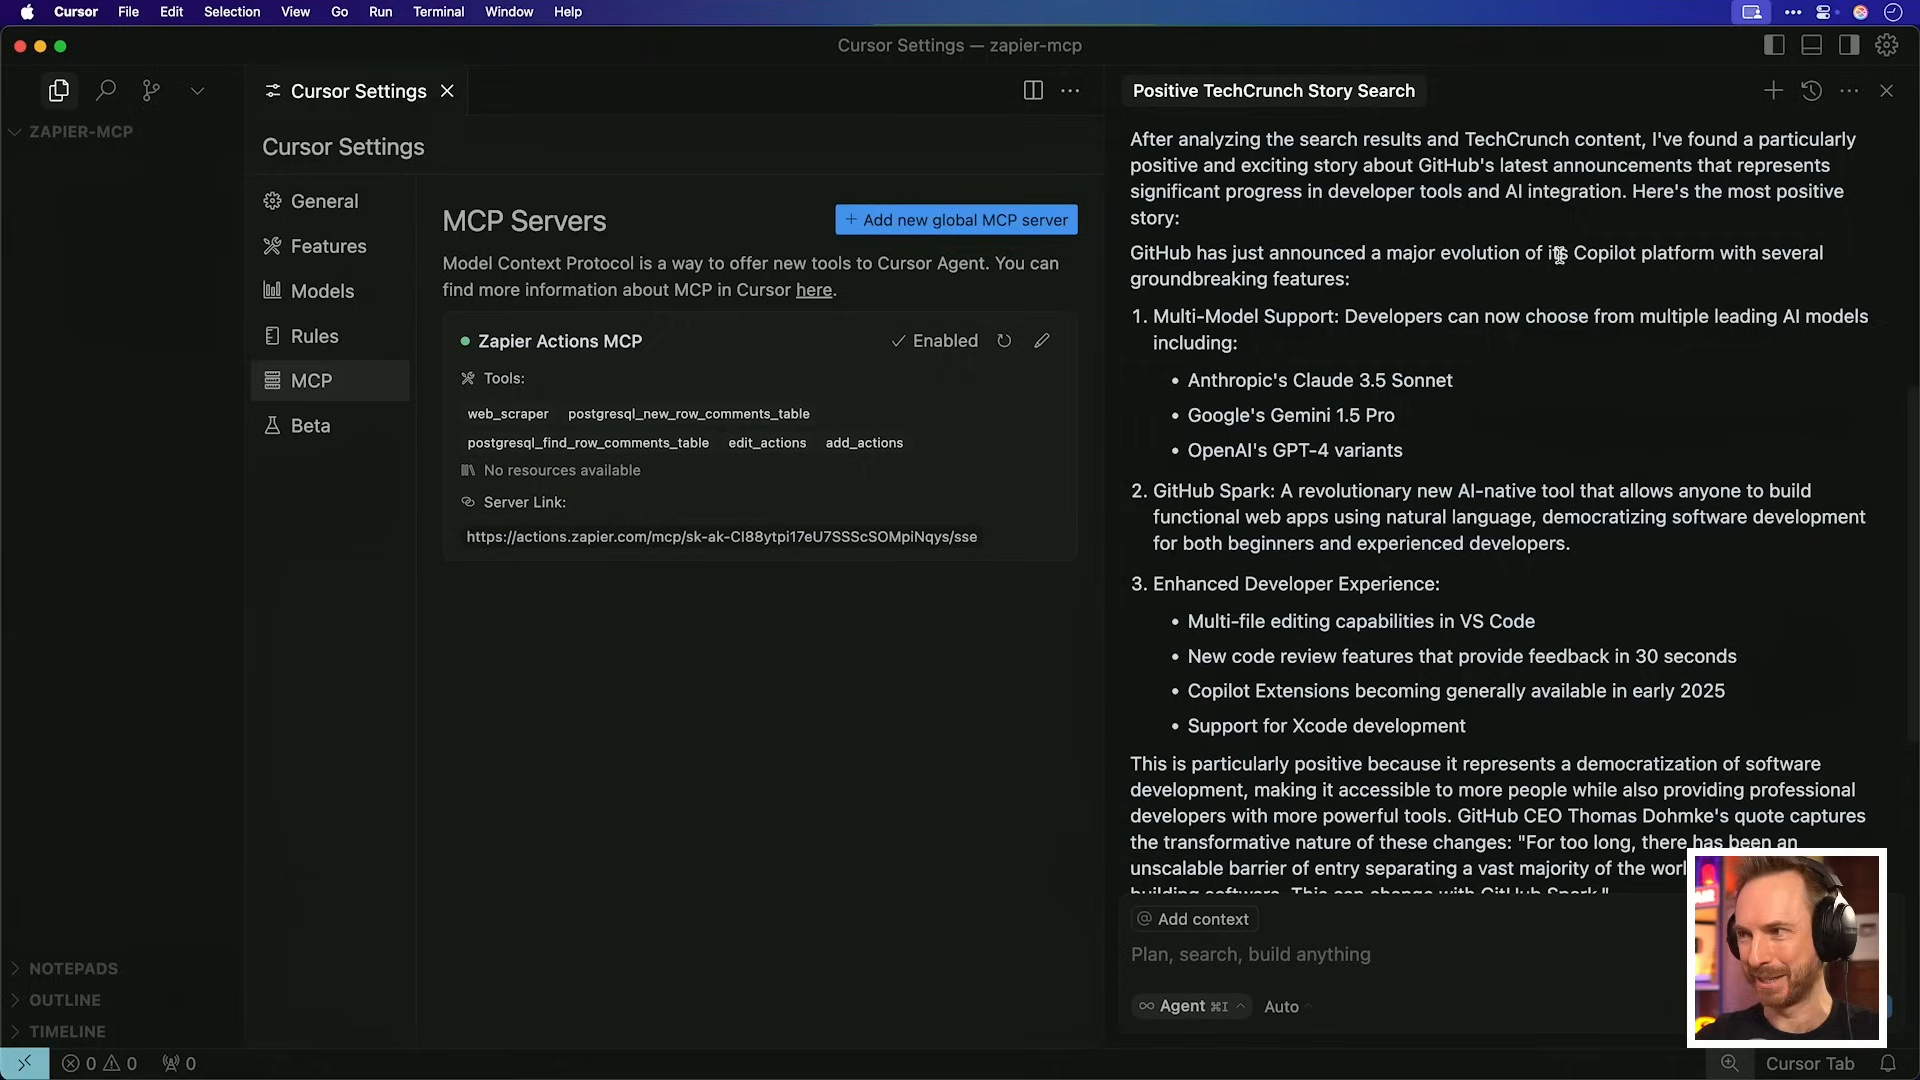 Cursor File Edit Selection View Go Run Terminal Window Help
Cursor Settings — zapier-mcp
ZAPIER-MCP
NOTEPADS
OUTLINE
TIMELINE
Cursor Settings
Cursor Settings
General
Features
Models
Rules
MCP
Beta
MCP Servers
+ Add new global MCP server
Model Context Protocol is a way to offer new tools to Cursor Agent. You can
find more information about MCP in Cursor here.
Zapier Actions MCP
Enabled
Tools:
web_scraper postgresql_new_row_comments_table
postgresql_find_row_comments_table edit_actions add_actions
No resources available
Server Link:
https://actions.zapier.com/mcp/sk-ak-CI88ytpi17eU7SSScSOMpiNqys/sse
Positive TechCrunch Story Search
After analyzing the search results and TechCrunch content, I've found a particularly
positive and exciting story about GitHub's latest announcements that represents
significant progress in developer tools and AI integration. Here's the most positive
story:
GitHub has just announced a major evolution of its Copilot platform with several
groundbreaking features:
1. Multi-Model Support: Developers can now choose from multiple leading AI models
including:
• Anthropic's Claude 3.5 Sonnet
• Google's Gemini 1.5 Pro
• OpenAI's GPT-4 variants
2. GitHub Spark: A revolutionary new AI-native tool that allows anyone to build
functional web apps using natural language, democratizing software development
for both beginners and experienced developers.
3. Enhanced Developer Experience:
• Multi-file editing capabilities in VS Code
• New code review features that provide feedback in 30 seconds
• Copilot Extensions becoming generally available in early 2025
• Support for Xcode development
This is particularly positive because it represents a democratization of software
development, making it accessible to more people while also providing professional
developers with more powerful tools. GitHub CEO Thomas Dohmke's quote captures
the transformative nature of these changes: "For too long, there has been an
unscalable barrier of entry separating a vast majority of the
building software. This can change with GitHub Spark."
@ Add context
Plan, search, build anything
Agent ⌘I Auto
0 0 0
Cursor Tab